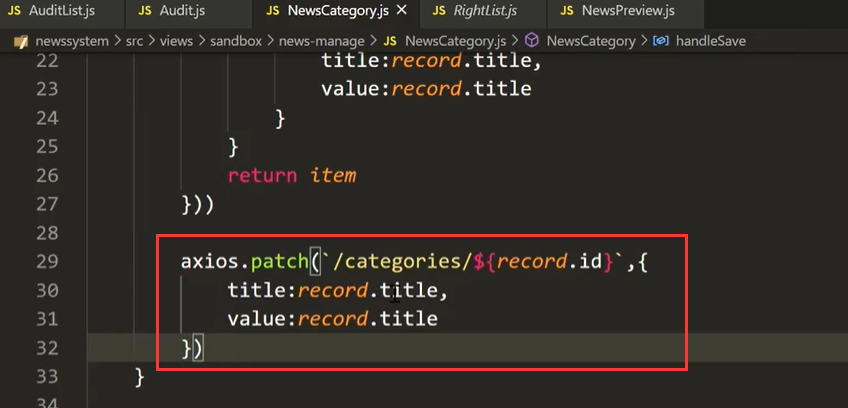 JS AuditList.js JS Audit.js JS NewsCategory.js × JS RightList.js JS NewsPreview.js
newssystem > src > views > sandbox > news-manage > JS NewsCategory.js > NewsCategory > handleSave
22 title:record.title,
23 value:record.title
24 }
25 }
26 return item
27 }))
28
29 axios.patch(`/categories/${record.id}`,{
30 title:record.title,
31 value:record.title
32 })
33 }
34